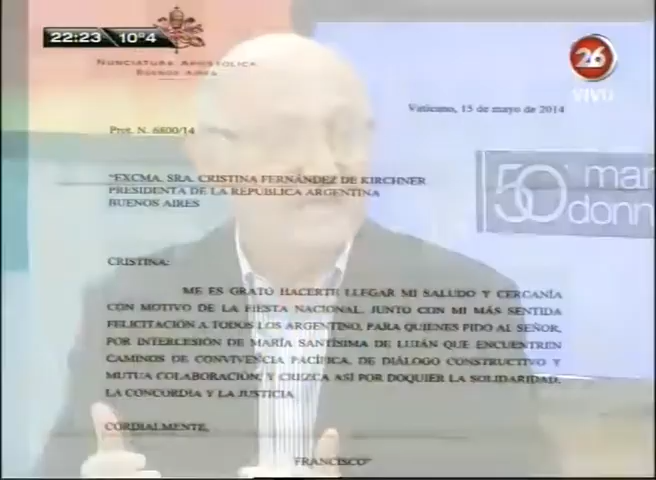 22:23 10°4
26
VIVO
NUNCIATURA APOSTOLICA
BUENOS AIRES
Vaticano, 15 de mayo de 2014
Prot. N. 6800/14
"EXCMA. SRA. CRISTINA FERNÁNDEZ DE KIRCHNER
PRESIDENTA DE LA REPUBLICA ARGENTINA
BUENOS AIRES
50 mar
donn
CRISTINA:
ME ES GRATO HACERTE LLEGAR MI SALUDO Y CERCANÍA
CON MOTIVO DE LA FIESTA NACIONAL, JUNTO CON MI MÁS SENTIDA
FELICITACIÓN A TODOS LOS ARGENTINO, PARA QUIENES PIDO AL SEÑOR,
POR INTERCESIÓN DE MARÍA SANTÍSIMA DE LUJÁN QUE ENCUENTREN
CAMINOS DE CONVIVENCIA PACÍFICA, DE DIÁLOGO CONSTRUCTIVO Y
MUTUA COLABORACIÓN, Y CREZCA ASÍ POR DOQUIER LA SOLIDARIDAD,
LA CONCORDIA Y LA JUSTICIA
CORDIALMENTE,
FRANCISCO"